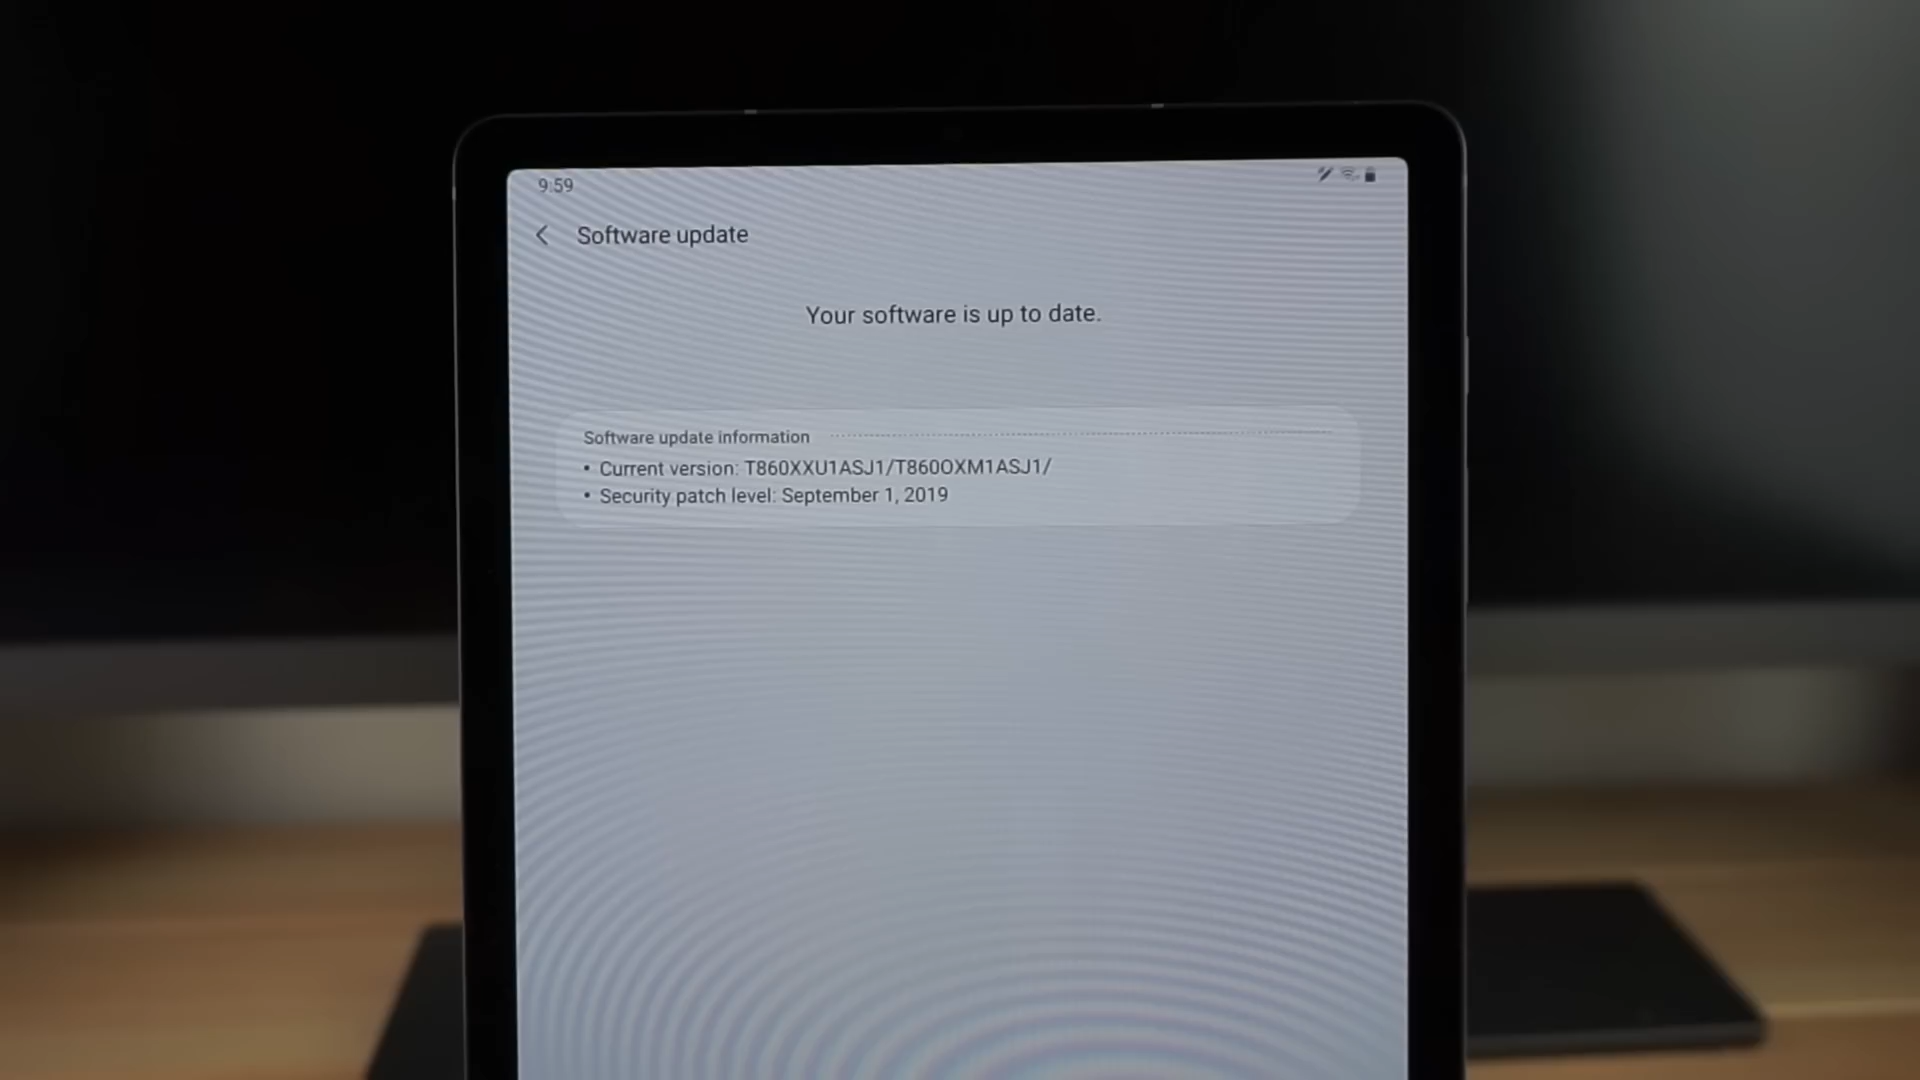 9:59
Software update
Your software is up to date.
Software update information
• Current version: T860XXU1ASJ1/T860OXM1ASJ1/
• Security patch level: September 1, 2019